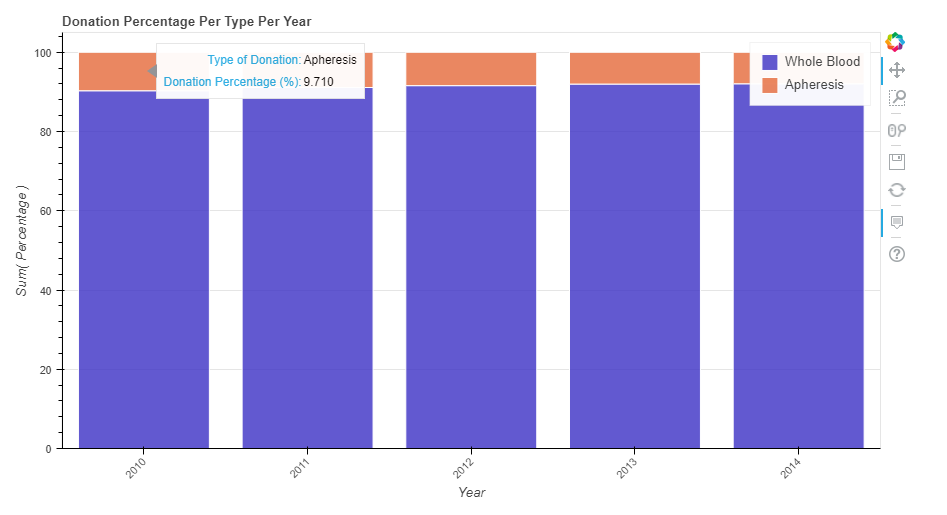 Donation Percentage Per Type Per Year
Type of Donation: Apheresis
Donation Percentage (%): 9.710
Whole Blood
Apheresis
100
80
60
40
20
0
Sum( Percentage )
2010
2011
2012
2013
2014
Year